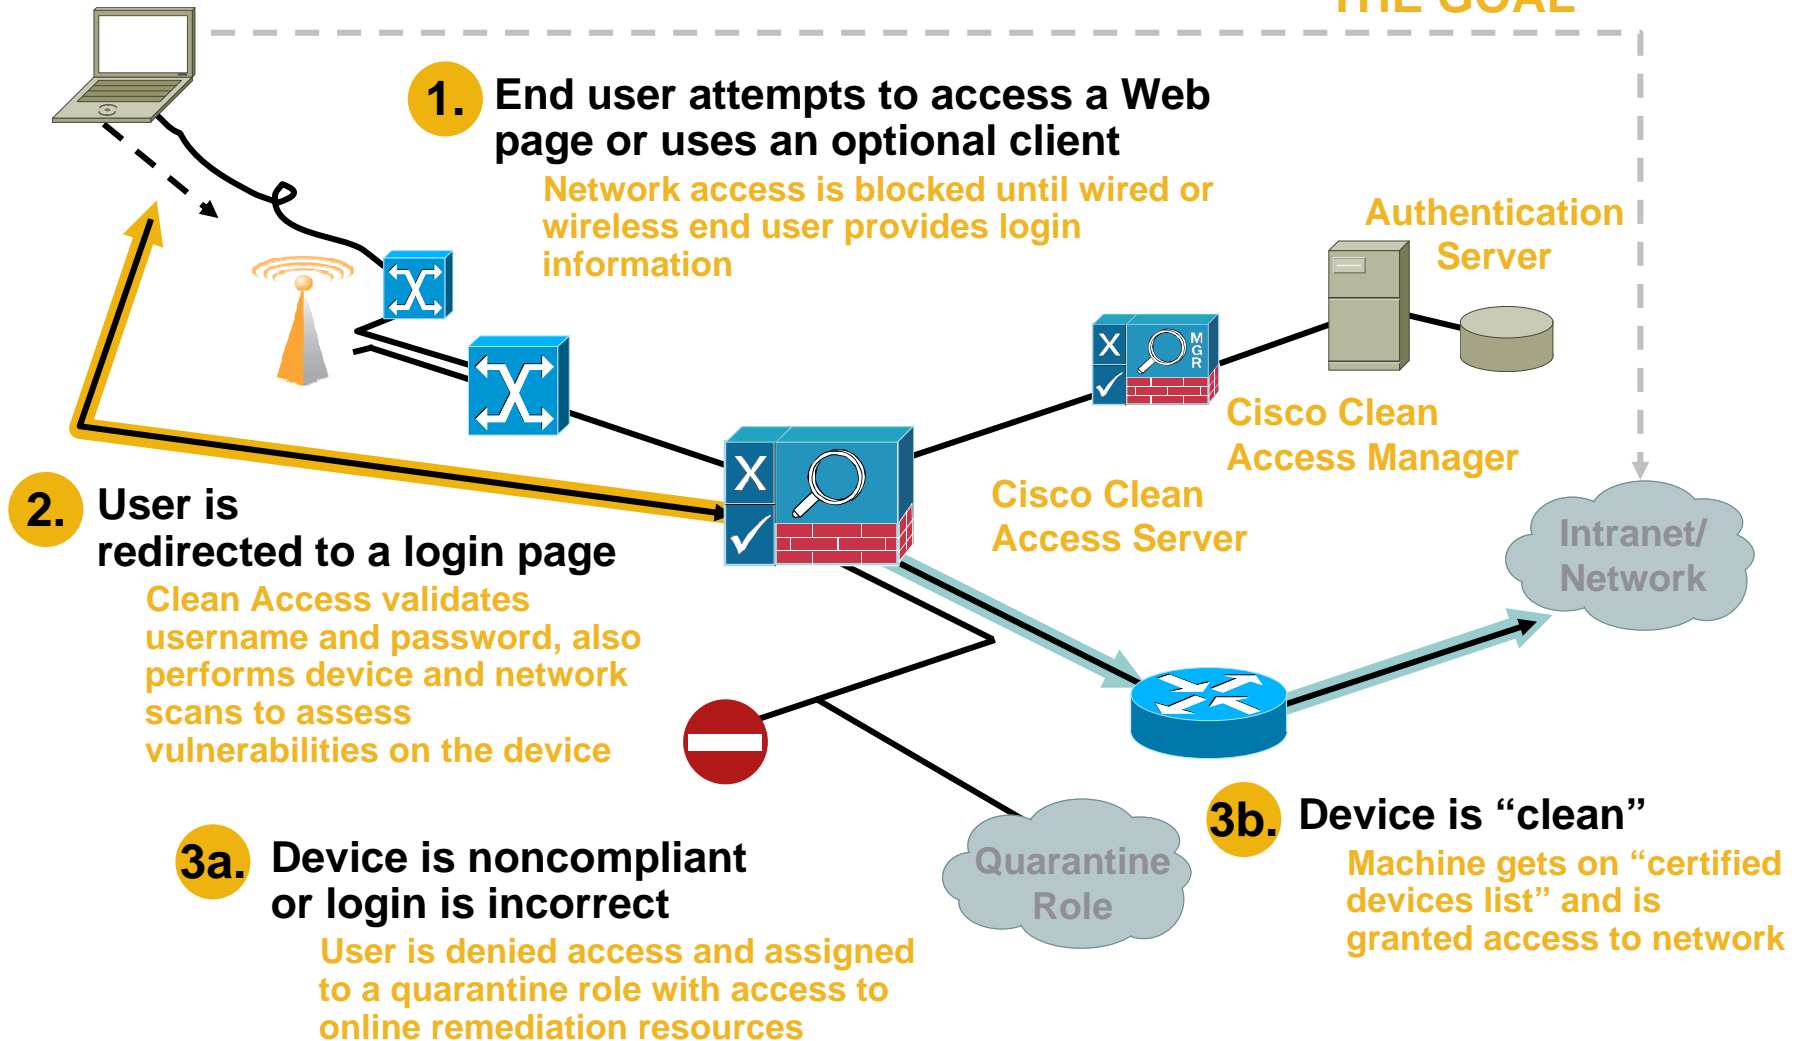 THE GOAL
1. End user attempts to access a Web
page or uses an optional client
Network access is blocked until wired or
wireless end user provides login
information
Authentication
Server
MGR
Cisco Clean
Access Manager
X
Cisco Clean
Access Server
X
Intranet/
Network
2. User is
redirected to a login page
Clean Access validates
username and password, also
performs device and network
scans to assess
vulnerabilities on the device
3a. Device is noncompliant
or login is incorrect
User is denied access and assigned
to a quarantine role with access to
online remediation resources
Quarantine
Role
3b. Device is “clean”
Machine gets on “certified
devices list” and is
granted access to network